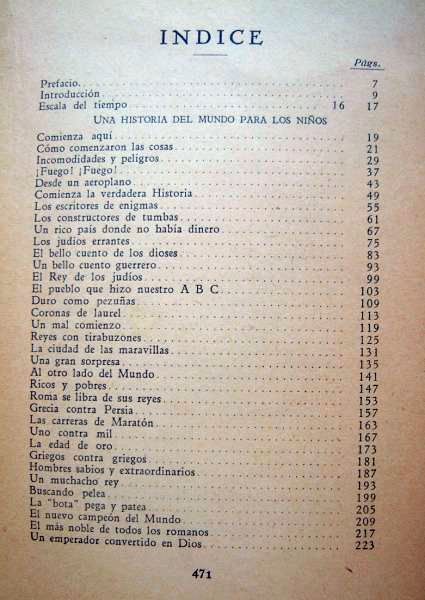 INDICE
Págs.
Prefacio 7
Introducción 9
Escala del tiempo 16 17
UNA HISTORIA DEL MUNDO PARA LOS NIÑOS
Comienza aquí 19
Cómo comenzaron las cosas 21
Incomodidades y peligros 29
¡Fuego! ¡Fuego! 37
Desde un aeroplano 43
Comienza la verdadera Historia 49
Los escritores de enigmas 55
Los constructores de tumbas 61
Un rico país donde no había dinero 67
Los judíos errantes 75
El bello cuento de los dioses 83
Un bello cuento guerrero 93
El Rey de los judíos 99
El pueblo que hizo nuestro A B C 103
Duro como pezuñas 109
Coronas de laurel 113
Un mal comienzo 119
Reyes con tirabuzones 125
La ciudad de las maravillas 131
Una gran sorpresa 135
Al otro lado del Mundo 141
Ricos y pobres 147
Roma se libra de sus reyes 153
Grecia contra Persia 157
Las carreras de Maratón 163
Uno contra mil 167
La edad de oro 173
Griegos contra griegos 181
Hombres sabios y extraordinarios 187
Un muchacho rey 193
Buscando pelea 199
La "bota" pega y patea 205
El nuevo campeón del Mundo 209
El más noble de todos los romanos 217
Un emperador convertido en Dios 223
471